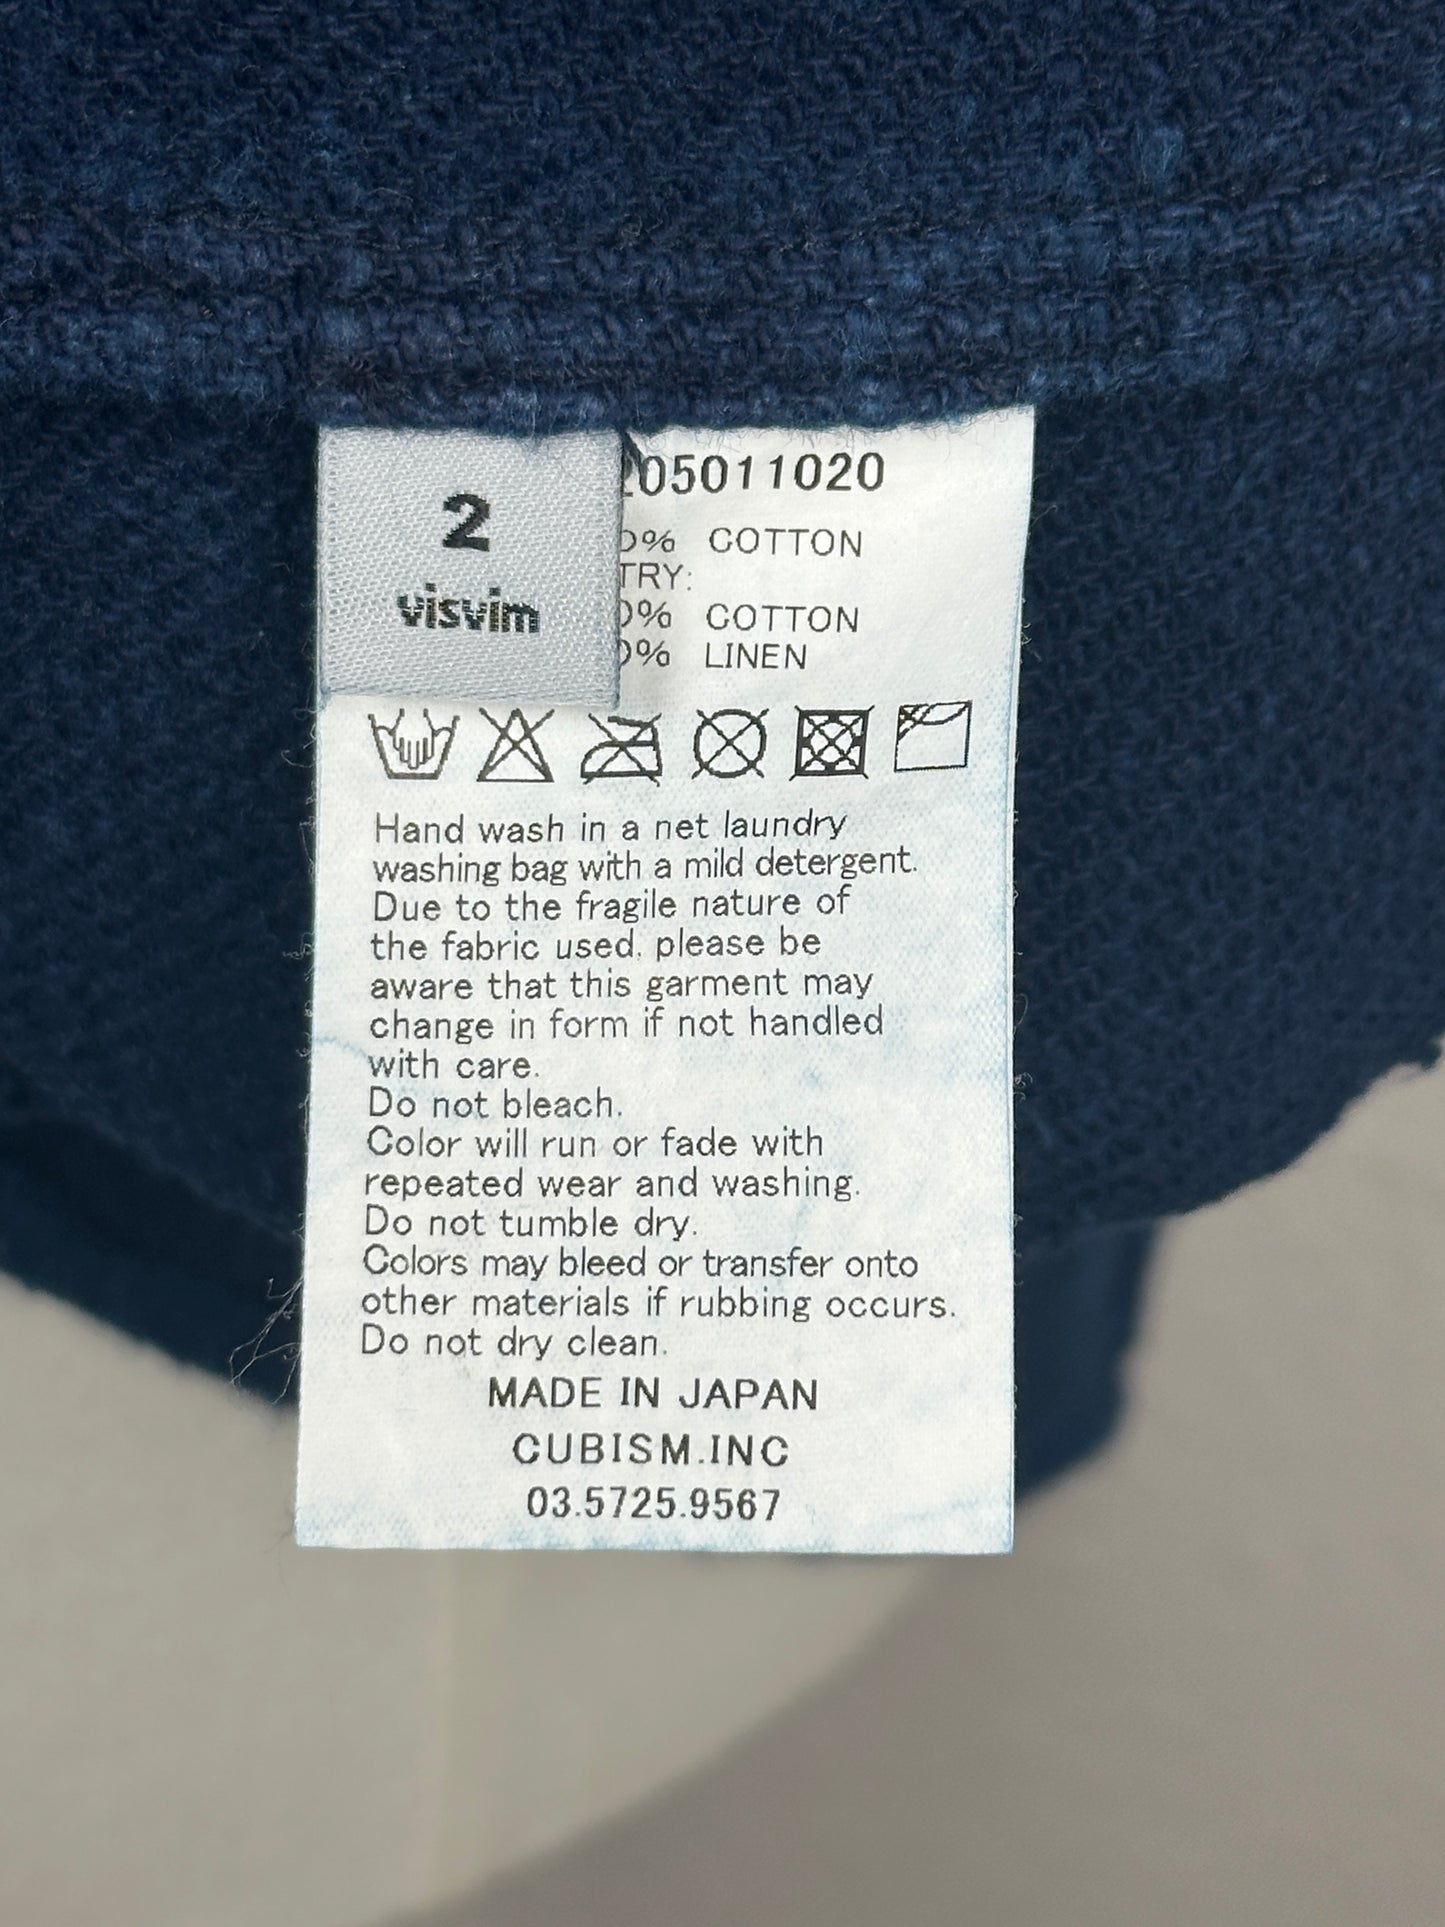 2
visvim
05011020
% COTTON
TRY:
0% COTTON
0% LINEN
Hand wash in a net laundry
washing bag with a mild detergent.
Due to the fragile nature of
the fabric used, please be
aware that this garment may
change in form if not handled
with care.
Do not bleach.
Color will run or fade with
repeated wear and washing.
Do not tumble dry.
Colors may bleed or transfer onto
other materials if rubbing occurs.
Do not dry clean.
MADE IN JAPAN
CUBISM.INC
03.5725.9567